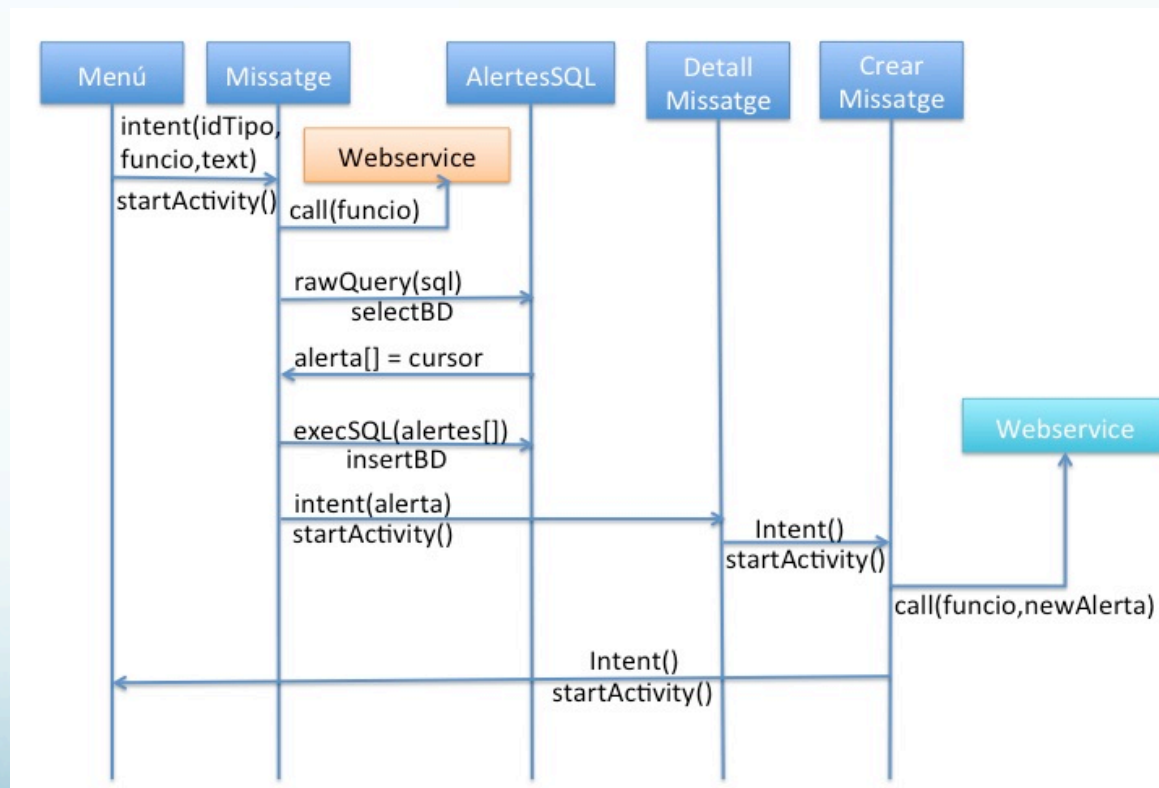 Menú
Missatge
AlertesSQL
Detall
Missatge
Crear
Missatge
intent(idTipo,
funcio,text)
startActivity()
Webservice
call(funcio)
rawQuery(sql)
selectBD
alerta[] = cursor
execSQL(alertes[])
insertBD
Webservice
intent(alerta)
startActivity()
Intent()
startActivity()
call(funcio,newAlerta)
Intent()
startActivity()